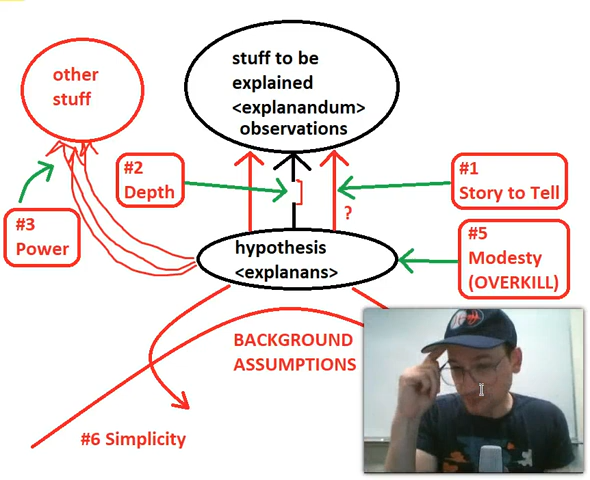 other
stuff
stuff to be
explained
<explanandum>
observations
#2
Depth
#1
Story to Tell
?
#3
Power
hypothesis
<explanans>
#5
Modesty
(OVERKILL)
BACKGROUND
ASSUMPTIONS
#6 Simplicity